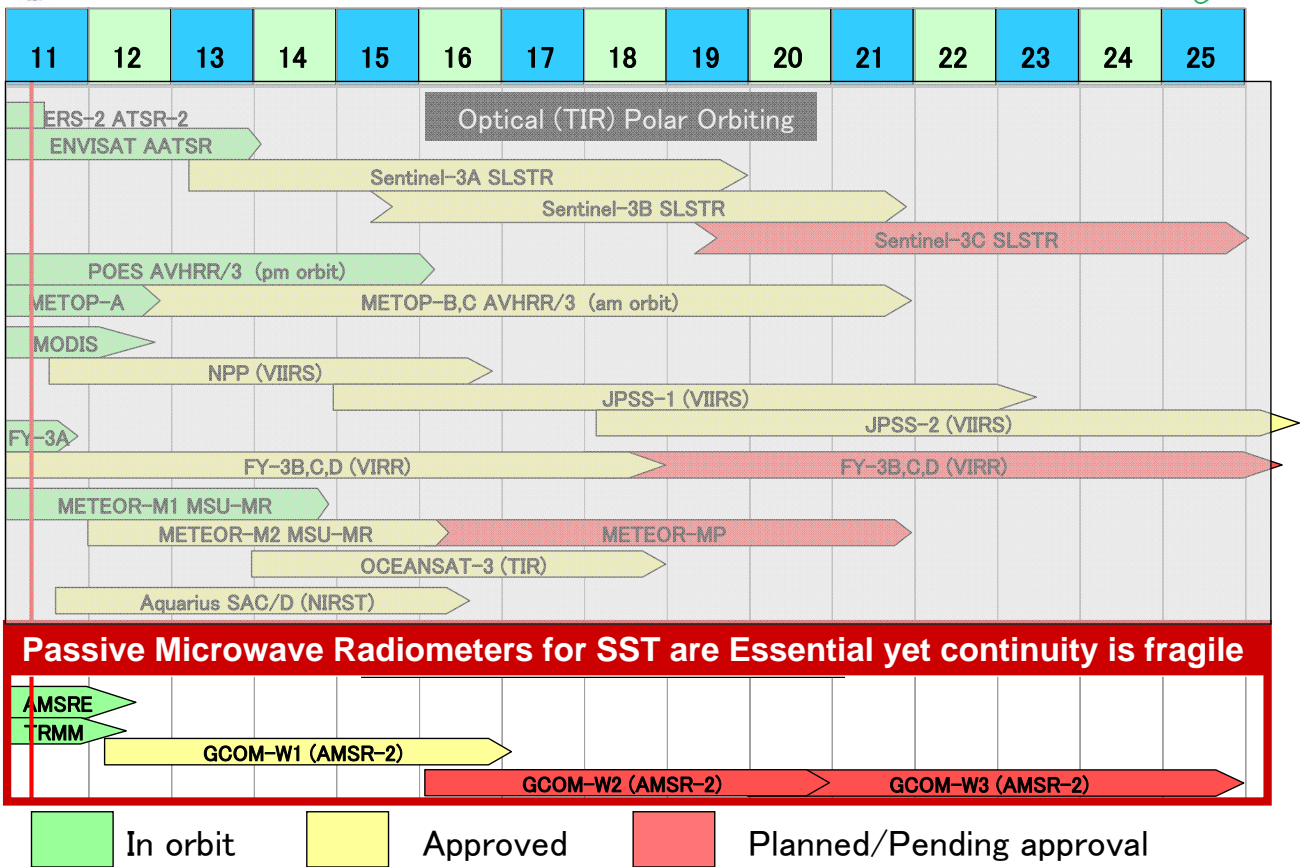 11 12 13 14 15 16 17 18 19 20 21 22 23 24 25
Optical (TIR) Polar Orbiting
ERS-2 ATSR-2
ENVISAT AATSR
Sentinel-3A SLSTR
Sentinel-3B SLSTR
Sentinel-3C SLSTR
POES AVHRR/3 (pm orbit)
METOP-A METOP-B,C AVHRR/3 (am orbit)
MODIS
NPP (VIIRS)
JPSS-1 (VIIRS)
JPSS-2 (VIIRS)
FY-3A
FY-3B,C,D (VIRR) FY-3B,C,D (VIRR)
METEOR-M1 MSU-MR
METEOR-M2 MSU-MR METEOR-MP
OCEANSAT-3 (TIR)
Aquarius SAC/D (NIRST)
Passive Microwave Radiometers for SST are Essential yet continuity is fragile
AMSRE
TRMM
GCOM-W1 (AMSR-2)
GCOM-W2 (AMSR-2) GCOM-W3 (AMSR-2)
In orbit Approved Planned/Pending approval